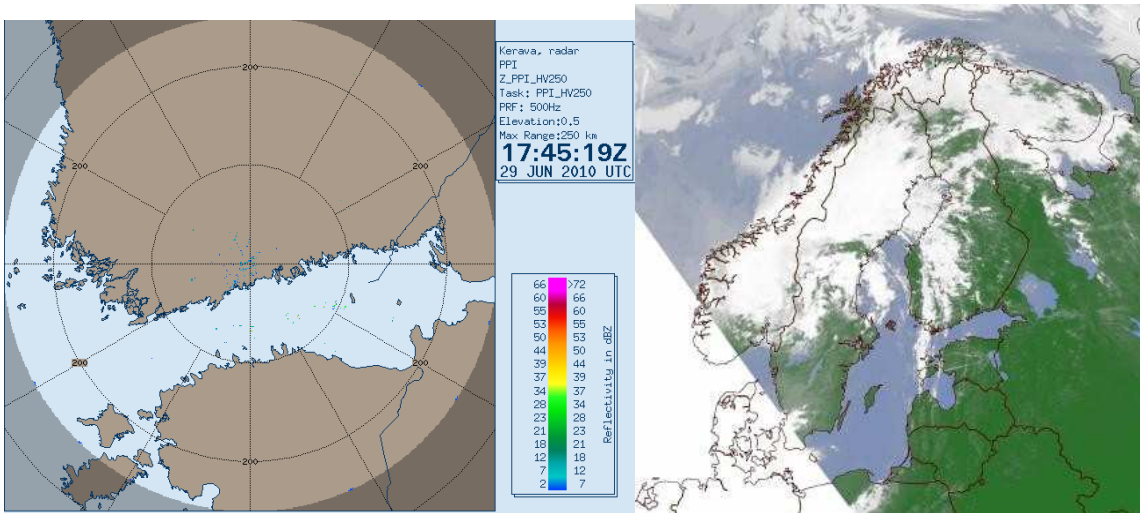 Kerava, radar
PPI
Z_PPI_HV250
Task: PPI_HV250
PRF: 500Hz
Elevation:0.5
Max Range:250 km
17:45:19Z
29 JUN 2010 UTC
200
200
200
200
200
200
66 >72
60 66
55 60
53 55
50 53
44 50
39 44
37 39
34 37
28 34
23 28
21 23
18 21
12 18
7 12
2 7
Reflectivity in dBZ